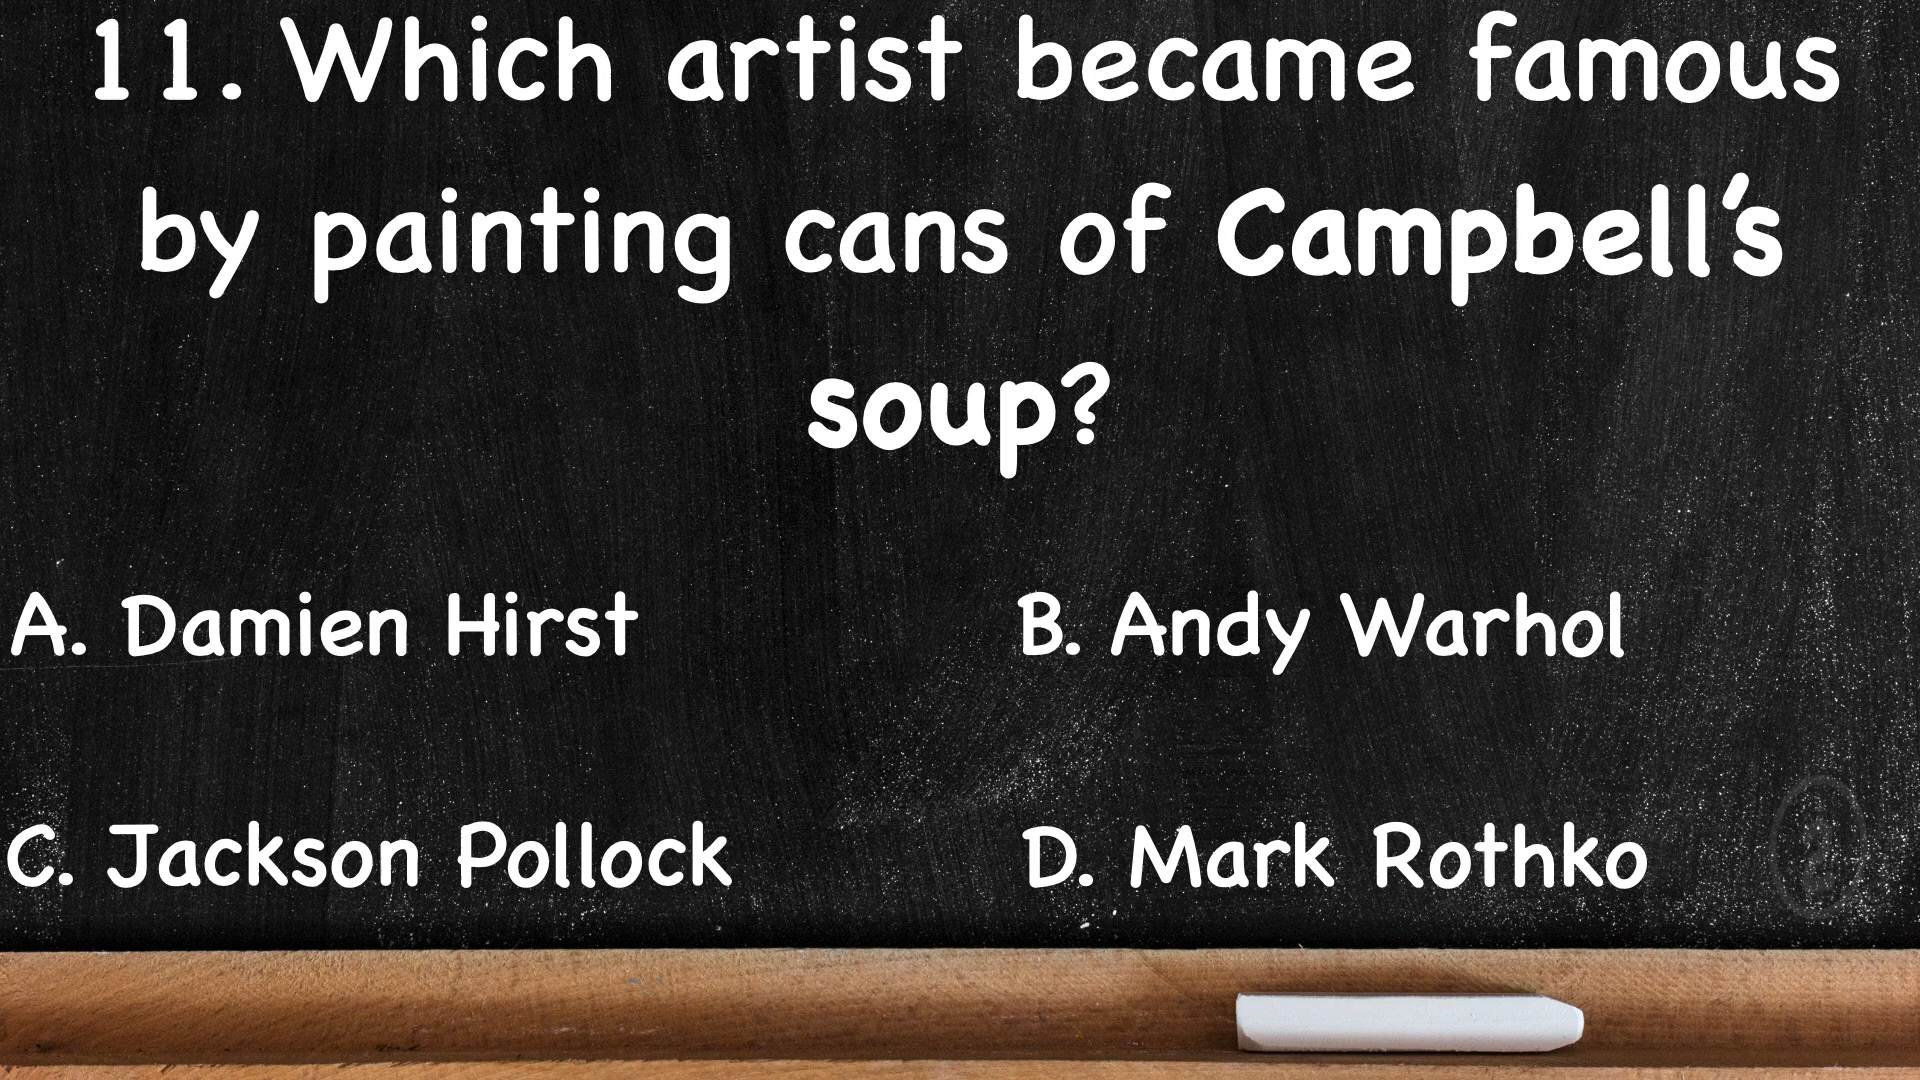 11. Which artist became famous
by painting cans of Campbell’s
soup?
A. Damien Hirst
B. Andy Warhol
C. Jackson Pollock
D. Mark Rothko